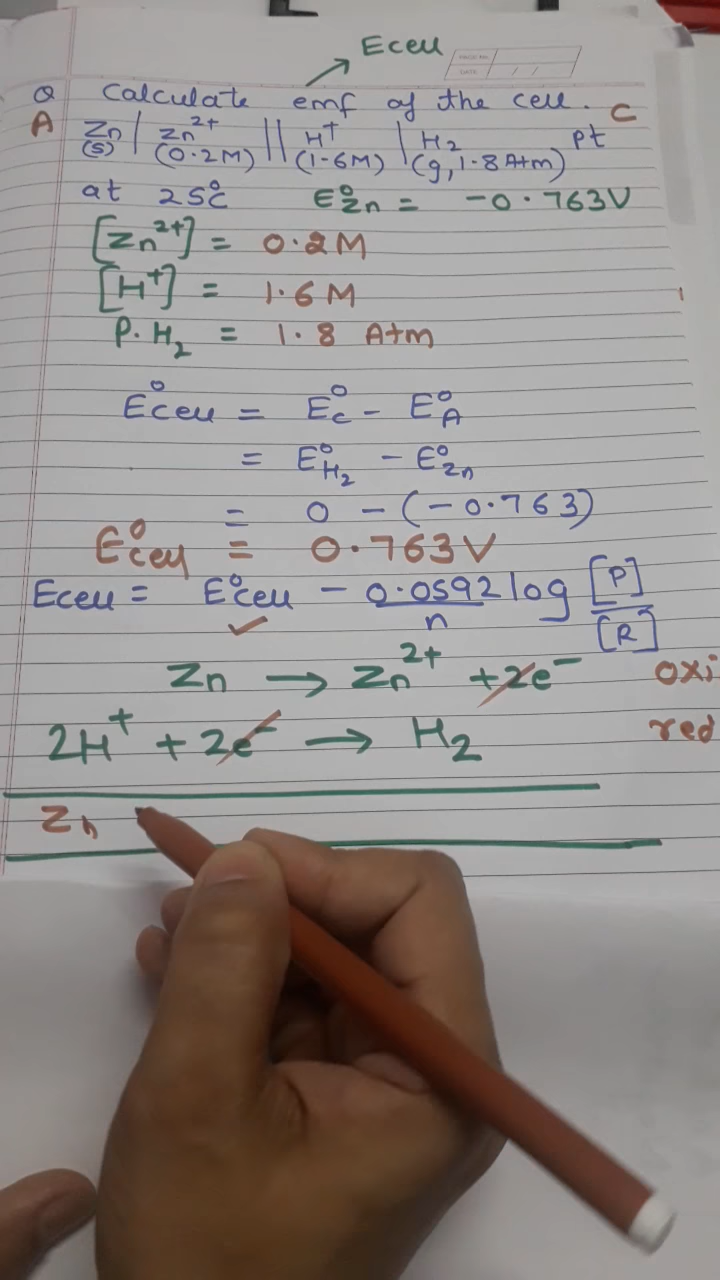 Ecell
Q Calculate emf of the cell. C
A Zn(s) | Zn²⁺ (0.2M) || H⁺ (1.6M) | H₂ (g, 1.8 Atm) pt
at 25°C E°Zn = -0.763V
[Zn²⁺] = 0.2M
[H⁺] = 1.6M
P.H₂ = 1.8 Atm
E°cell = E°C - E°A
= E°H₂ - E°Zn
= 0 - (-0.763)
E°cell = 0.763V
Ecell = E°cell - 0.0592/n log [P]/[R]
✓
Zn → Zn²⁺ + 2e⁻ oxi
2H⁺ + 2e⁻ → H₂ red
Zn